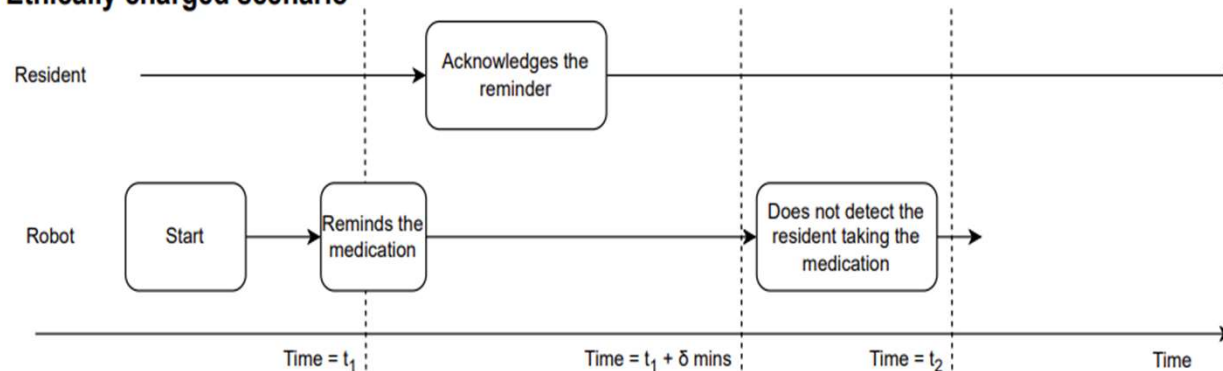 Ethically charged scenario
Resident
Acknowledges the
reminder
Robot
Start
Reminds the
medication
Does not detect the
resident taking the
medication
Time = t₁
Time = t₁ + δ mins
Time = t₂
Time